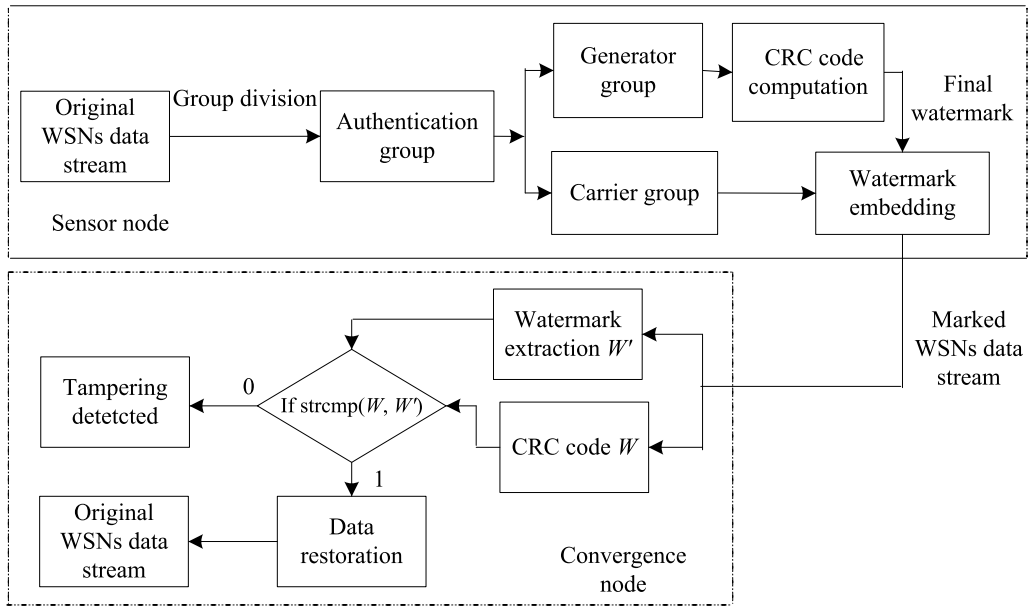 Original
WSNs data
stream
Group division
Authentication
group
Generator
group
CRC code
computation
Final
watermark
Carrier group
Watermark
embedding
Sensor node
Marked
WSNs data
stream
Watermark
extraction W'
CRC code W
If strcmp(W, W')
0
Tampering
detetcted
1
Data
restoration
Original
WSNs data
stream
Convergence
node